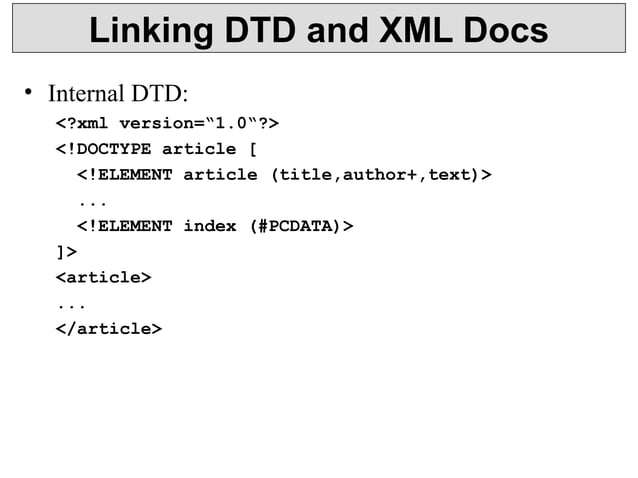 Linking DTD and XML Docs
• Internal DTD:
<?xml version=“1.0“?>
<!DOCTYPE article [
<!ELEMENT article (title,author+,text)>
...
<!ELEMENT index (#PCDATA)>
]>
<article>
...
</article>